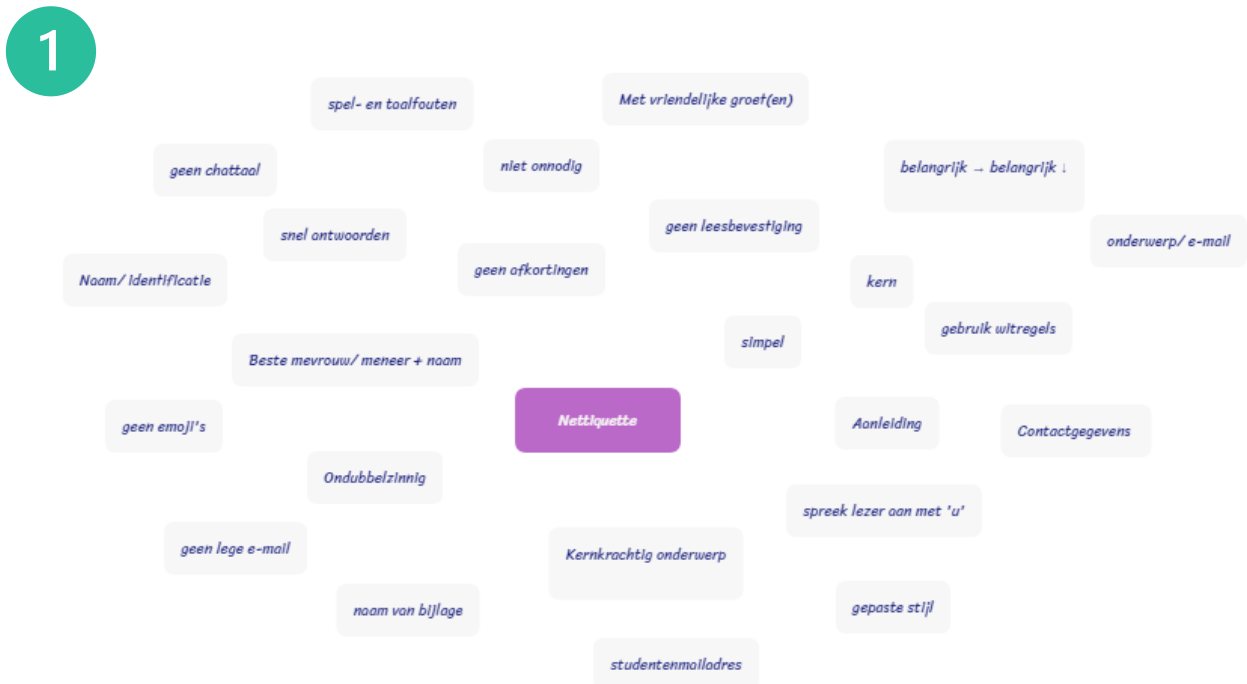 1
spel- en taalfouten
Met vriendelijke groet(en)
geen chattaal
niet onnodig
belangrijk → belangrijk ↓
snel antwoorden
geen leesbevestiging
onderwerp/ e-mail
Naam/ identificatie
geen afkortingen
kern
gebruik witregels
simpel
Beste mevrouw/ meneer + naam
Nettiquette
geen emoji's
Aanleiding
Contactgegevens
Ondubbelzinnig
spreek lezer aan met 'u'
geen lege e-mail
Kernkrachtig onderwerp
naam van bijlage
gepaste stijl
studentenmailadres